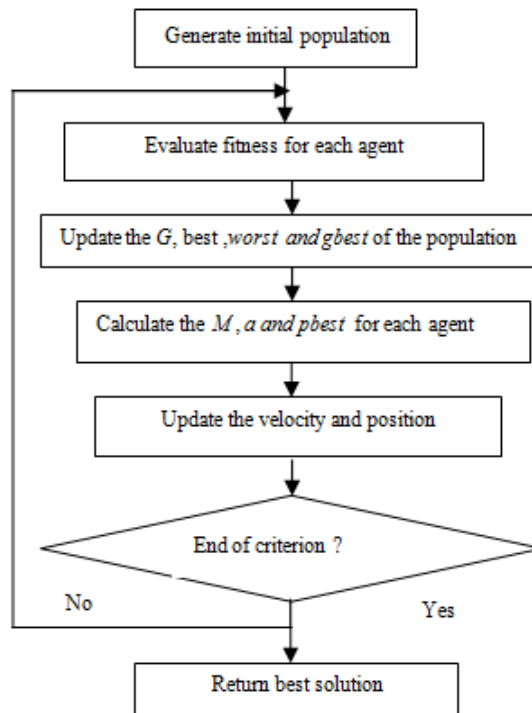 Generate initial population
Evaluate fitness for each agent
Update the G, best ,worst and gbest of the population
Calculate the M , a and pbest for each agent
Update the velocity and position
End of criterion ?
No
Yes
Return best solution